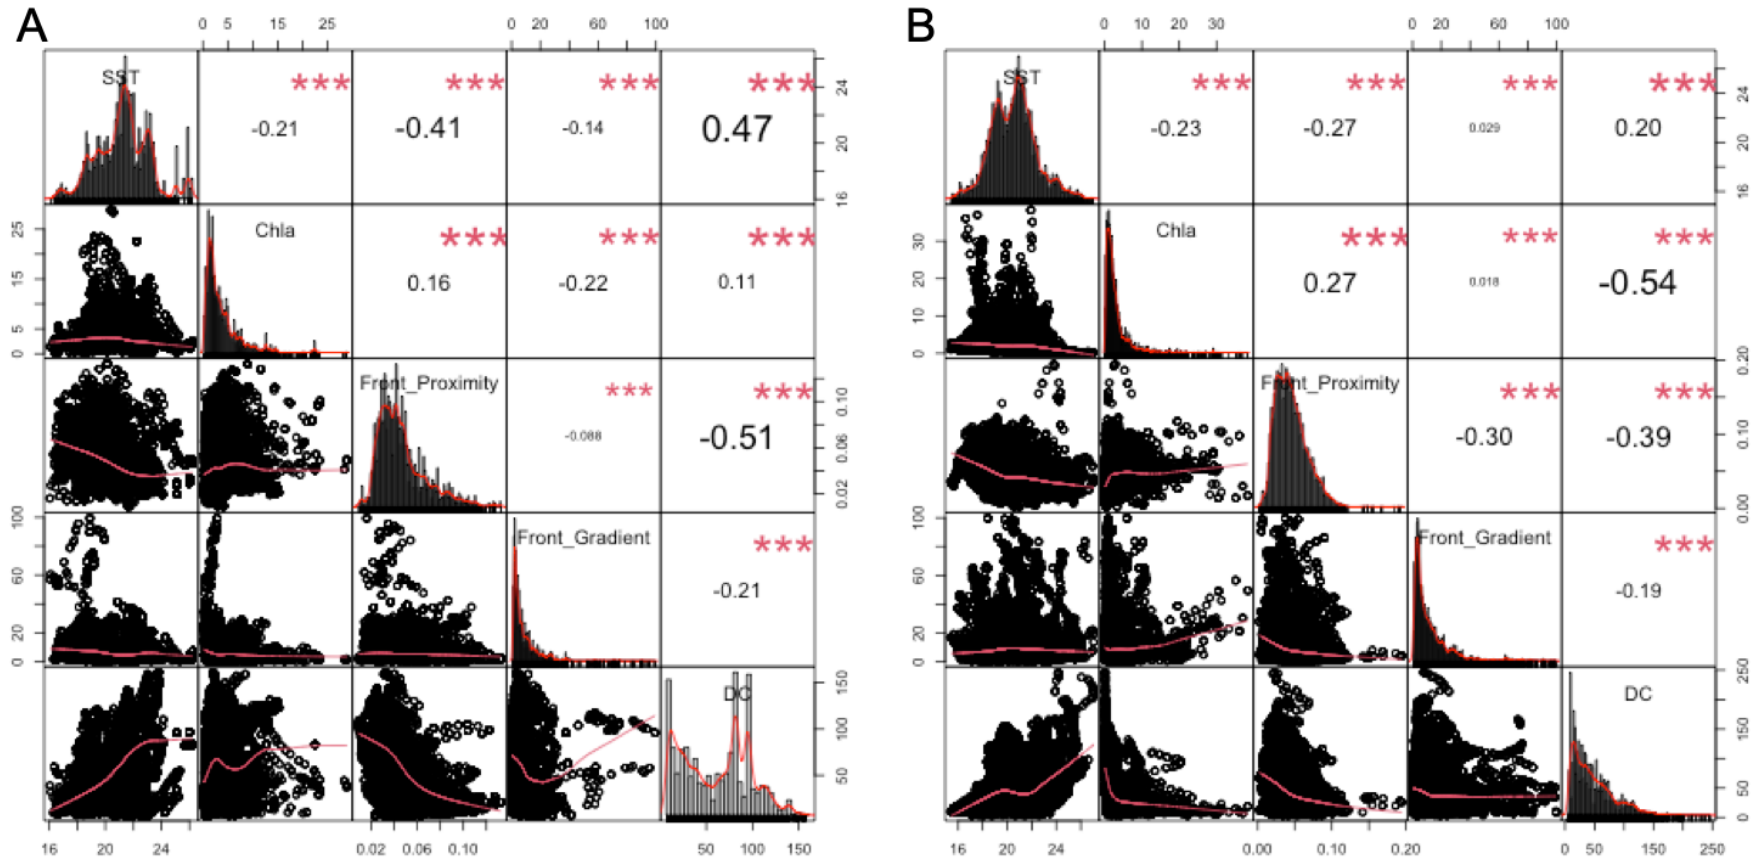 A
B
0 5 15 25
0 20 60 100
0 10 20 30
0 20 60 100
SST
***
-0.21
***
-0.41
***
-0.14
***
0.47
16 20 24
SST
***
-0.23
***
-0.27
***
0.029
***
0.20
16 20 24
0 5 15 25
Chla
***
0.16
***
-0.22
***
0.11
0 10 20 30
Chla
***
0.27
***
0.018
***
-0.54
Front_Proximity
***
-0.088
***
-0.51
0.02 0.06 0.10
Front_Proximity
***
-0.30
***
-0.39
0.00 0.10 0.20
0 20 60 100
Front_Gradient
***
-0.21
0 20 60 100
Front_Gradient
***
-0.19
DC
50 100 150
DC
0 50 150 250
16 20 24
0.02 0.06 0.10
50 100 150
16 20 24
0.00 0.10 0.20
0 50 150 250